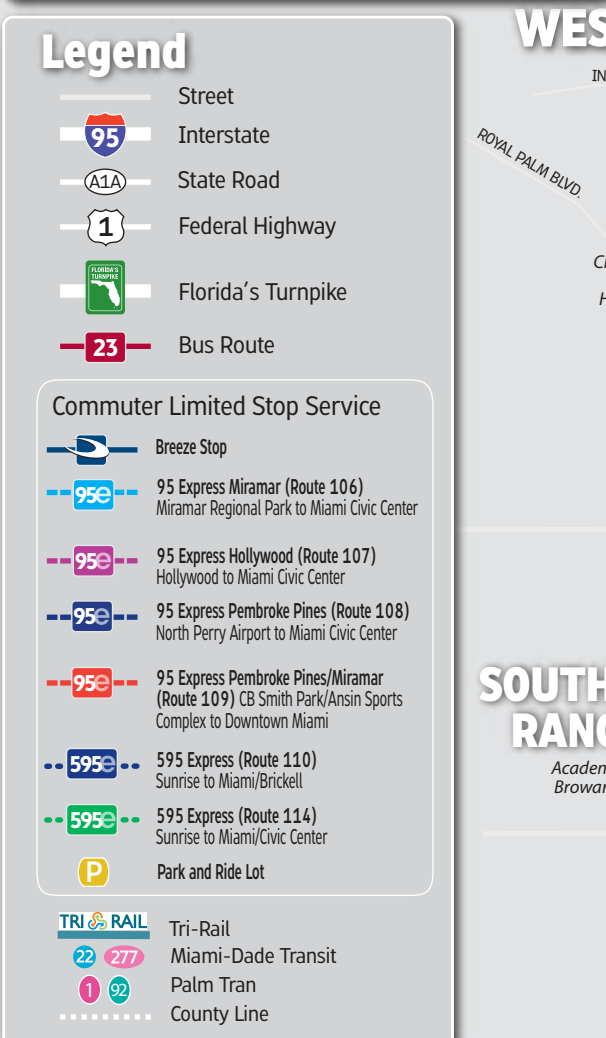 Legend
Street
95
Interstate
A1A
State Road
1
Federal Highway
FLORIDA'S
TURNPIKE
Florida's Turnpike
23
Bus Route
Commuter Limited Stop Service
Breeze Stop
95e
95 Express Miramar (Route 106)
Miramar Regional Park to Miami Civic Center
95e
95 Express Hollywood (Route 107)
Hollywood to Miami Civic Center
95e
95 Express Pembroke Pines (Route 108)
North Perry Airport to Miami Civic Center
95e
95 Express Pembroke Pines/Miramar
(Route 109) CB Smith Park/Ansin Sports
Complex to Downtown Miami
595e
595 Express (Route 110)
Sunrise to Miami/Brickell
595e
595 Express (Route 114)
Sunrise to Miami/Civic Center
P
Park and Ride Lot
TRI RAIL
Tri-Rail
22 277
Miami-Dade Transit
1 92
Palm Tran
County Line
WES
IN
ROYAL PALM BLVD.
H
SOUTH
RANC
Academ
Browar